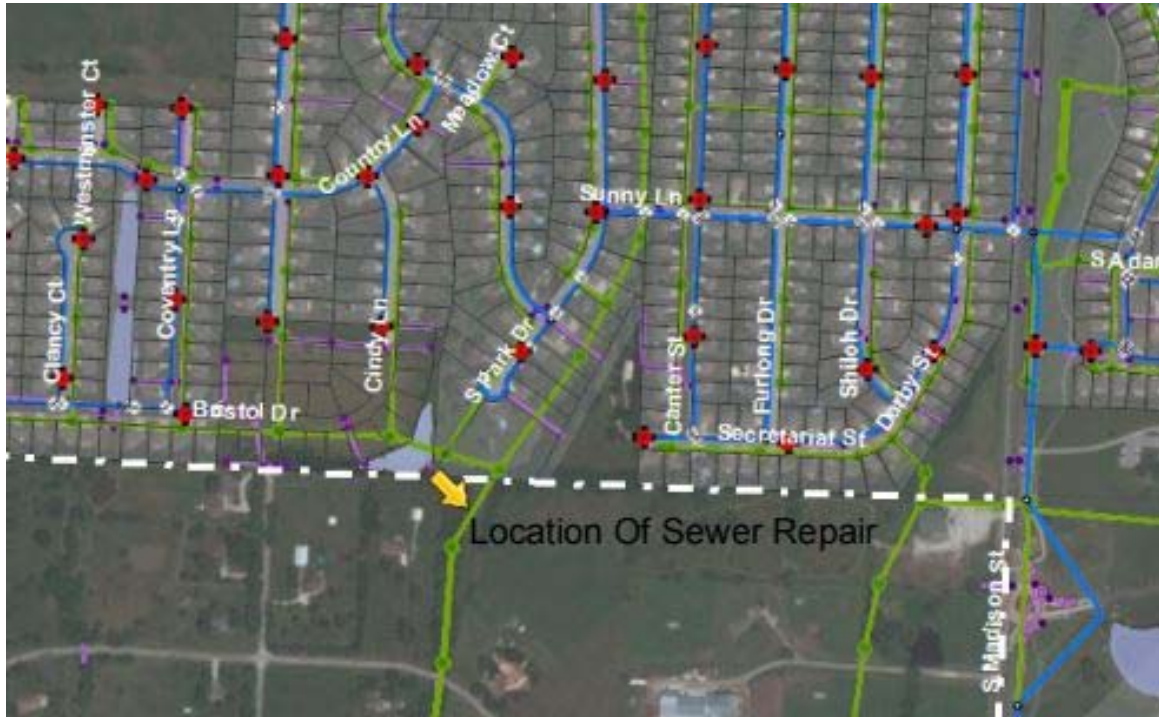 Westminster Ct
Meadow Ct
Country Ln
Sunny Ln
Coventry Ln
Clancy Ct
Cindy Ln
S Park Dr
Canter St
Furlong Dr
Shiloh Dr
Derby St
S Adam
Bristol Dr
Secretariat St
Location Of Sewer Repair
S Madison St